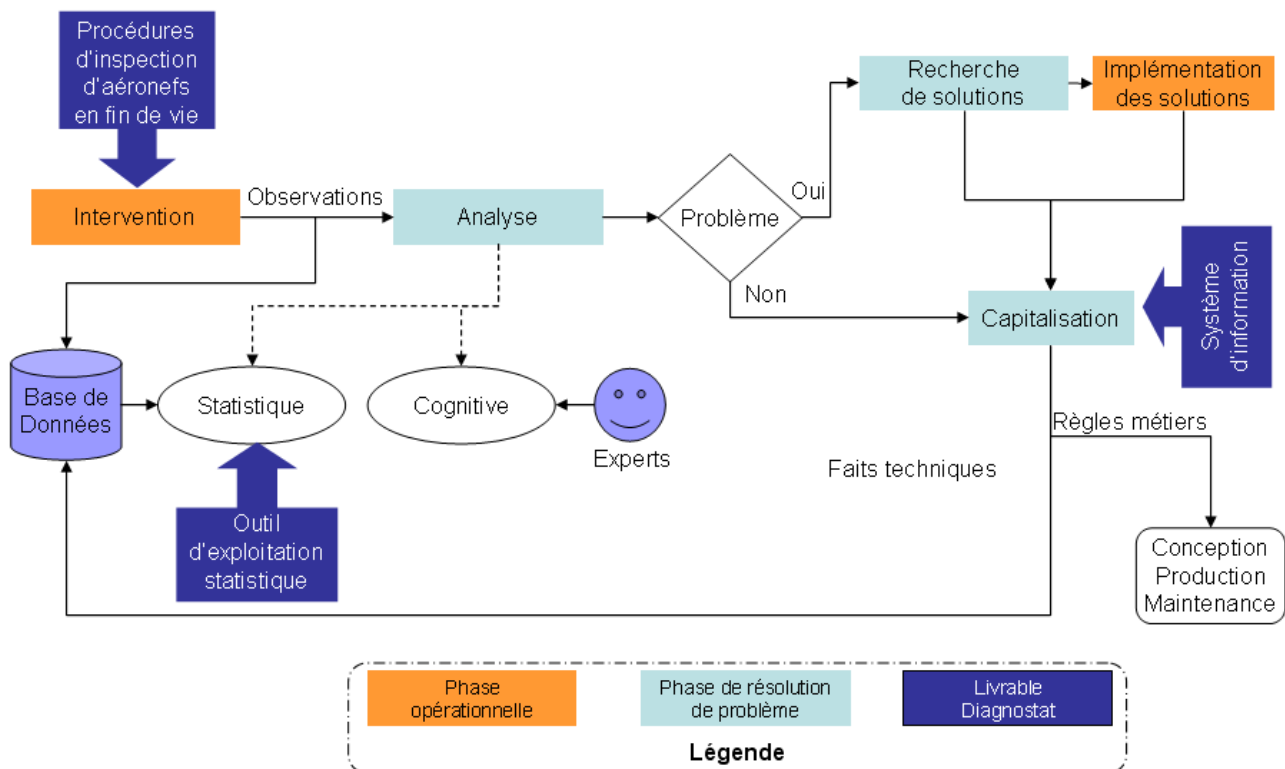 Procédures
d'inspection
d'aéronefs
en fin de vie
Recherche
de solutions
Implémentation
des solutions
Intervention
Observations
Analyse
Problème
Oui
Non
Capitalisation
Système
d'information
Base de
Données
Statistique
Cognitive
Experts
Règles métiers
Faits techniques
Outil
d'exploitation
statistique
Conception
Production
Maintenance
Phase
opérationnelle
Phase de résolution
de problème
Livrable
Diagnostat
Légende